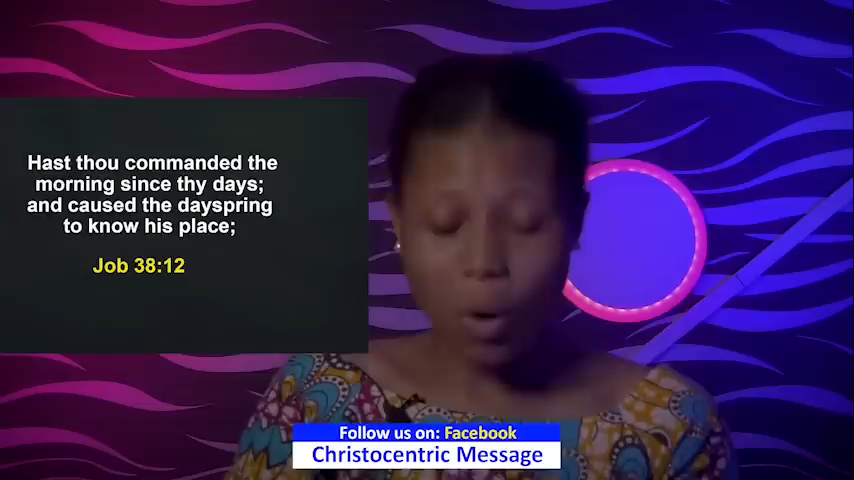 Hast thou commanded the
morning since thy days;
and caused the dayspring
to know his place;
Job 38:12
Follow us on: Facebook
Christocentric Message